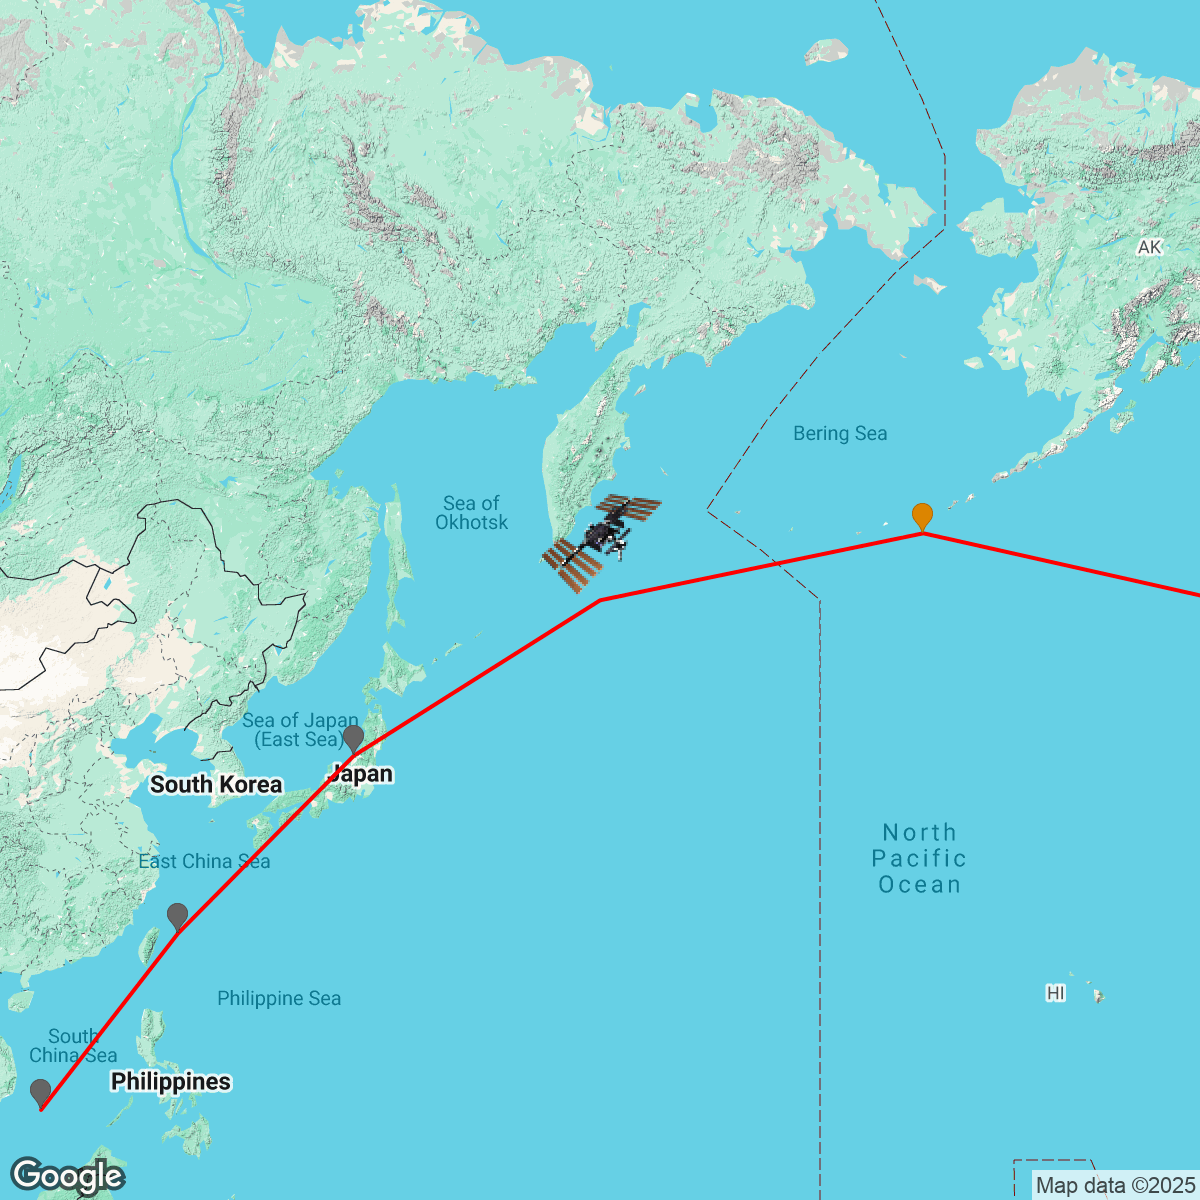 AK
Bering Sea
Sea of
Okhotsk
Sea of Japan
(East Sea)
Japan
South Korea
North
Pacific
Ocean
East China Sea
Philippine Sea
HI
South
China Sea
Philippines
Google
Map data ©2025